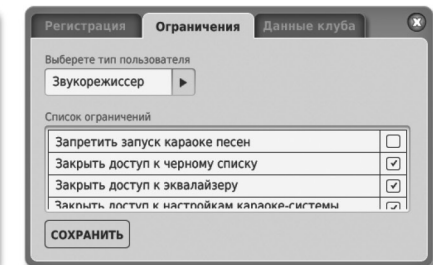 Регистрация Ограничения Данные клуба
Выберете тип пользователя
Звукорежиссер
Список ограничений
Запретить запуск караоке песен
Закрыть доступ к черному списку
Закрыть доступ к эквалайзеру
Закрыть доступ к настройкам караоке-системы
СОХРАНИТЬ